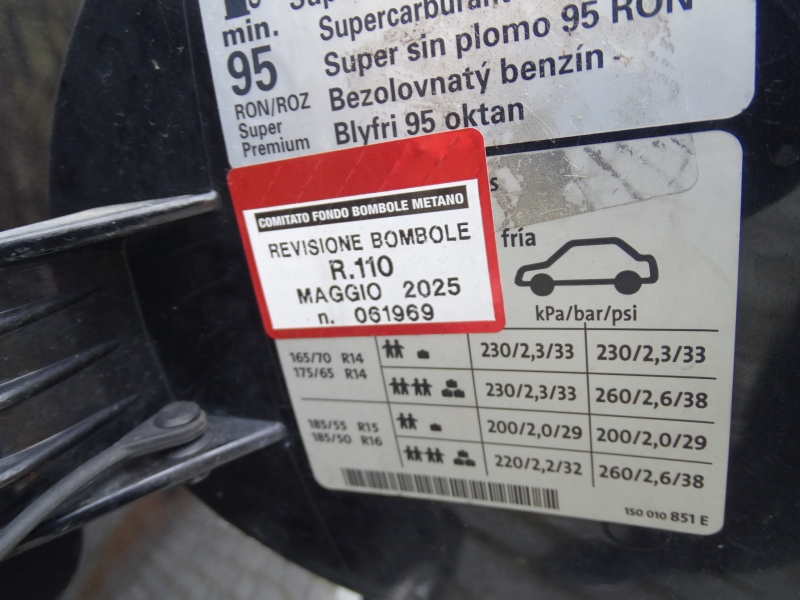 Super
min.
95
RON/ROZ
Super
Premium
Supercarburant
Super sin plomo 95 RON
Bezolovnatý benzín -
Blyfri 95 oktan
COMITATO FONDO BOMBOLE METANO
REVISIONE BOMBOLE
R.110
MAGGIO 2025
n. 061969
s
fría
kPa/bar/psi
165/70 R14
175/65 R14
230/2,3/33 230/2,3/33
230/2,3/33 260/2,6/38
185/55 R15
185/50 R16
200/2,0/29 200/2,0/29
220/2,2/32 260/2,6/38
1S0 010 851 E